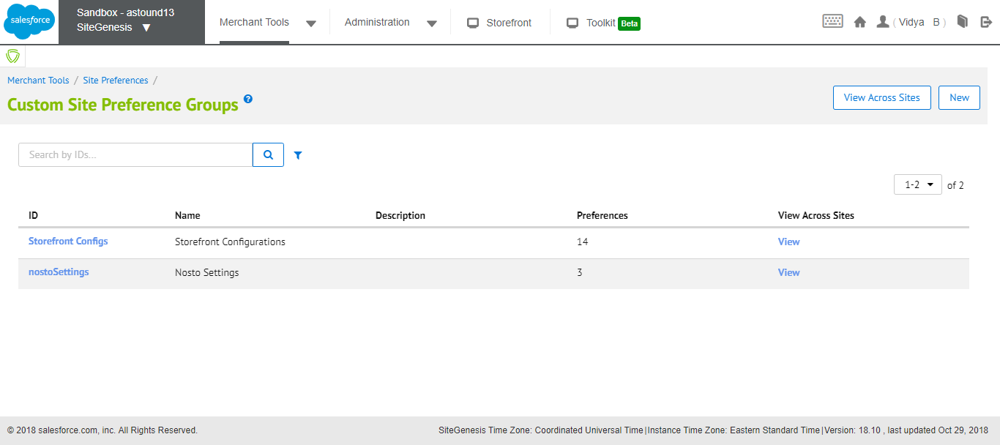 salesforce
Sandbox - astound13
SiteGenesis ▼
Merchant Tools
Administration
Storefront
Toolkit Beta
( Vidya B )
Merchant Tools / Site Preferences /
Custom Site Preference Groups ?
View Across Sites
New
Search by IDs...
1-2 of 2
ID Name Description Preferences View Across Sites
Storefront Configs Storefront Configurations 14 View
nostoSettings Nosto Settings 3 View
© 2018 salesforce.com, inc. All Rights Reserved.
SiteGenesis Time Zone: Coordinated Universal Time|Instance Time Zone: Eastern Standard Time|Version: 18.10 , last updated Oct 29, 2018